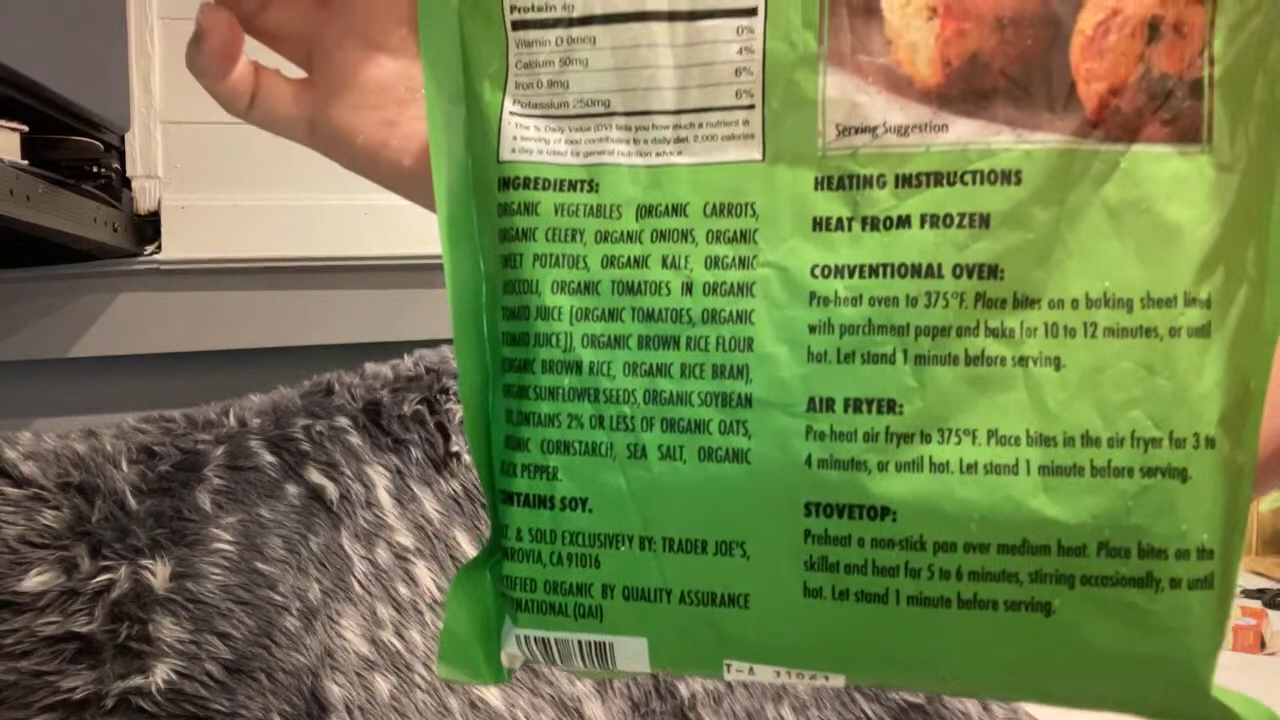 Protein 4g
Vitamin D 0mcg 0%
Calcium 50mg 4%
Iron 0.9mg 6%
Potassium 250mg 6%
* The % Daily Value (DV) tells you how much a nutrient in
a serving of food contributes to a daily diet. 2,000 calories
a day is used for general nutrition advice.
INGREDIENTS:
ORGANIC VEGETABLES (ORGANIC CARROTS,
ORGANIC CELERY, ORGANIC ONIONS, ORGANIC
SWEET POTATOES, ORGANIC KALE, ORGANIC
BROCCOLI, ORGANIC TOMATOES IN ORGANIC
TOMATO JUICE [ORGANIC TOMATOES, ORGANIC
TOMATO JUICE]), ORGANIC BROWN RICE FLOUR
(ORGANIC BROWN RICE, ORGANIC RICE BRAN),
ORGANIC SUNFLOWER SEEDS, ORGANIC SOYBEAN
CONTAINS 2% OR LESS OF ORGANIC OATS,
CORNSTARCH, SEA SALT, ORGANIC
PEPPER.
CONTAINS SOY.
& SOLD EXCLUSIVELY BY: TRADER JOE'S,
MONROVIA, CA 91016
CERTIFIED ORGANIC BY QUALITY ASSURANCE
INTERNATIONAL (QAI)
Serving Suggestion
HEATING INSTRUCTIONS
HEAT FROM FROZEN
CONVENTIONAL OVEN:
Pre-heat oven to 375°F. Place bites on a baking sheet lined
with parchment paper and bake for 10 to 12 minutes, or until
hot. Let stand 1 minute before serving.
AIR FRYER:
Pre-heat air fryer to 375°F. Place bites in the air fryer for 3 to
4 minutes, or until hot. Let stand 1 minute before serving.
STOVETOP:
Preheat a non-stick pan over medium heat. Place bites on the
skillet and heat for 5 to 6 minutes, stirring occasionally, or until
hot. Let stand 1 minute before serving.
T-A